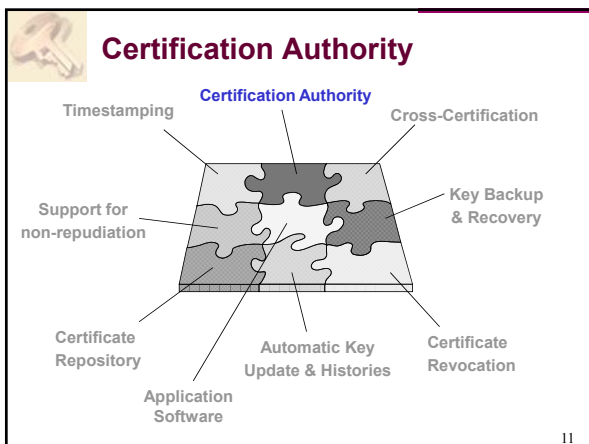 Certification Authority
Certification Authority
Timestamping
Cross-Certification
Key Backup
& Recovery
Support for
non-repudiation
Certificate
Repository
Automatic Key
Update & Histories
Certificate
Revocation
Application
Software
11